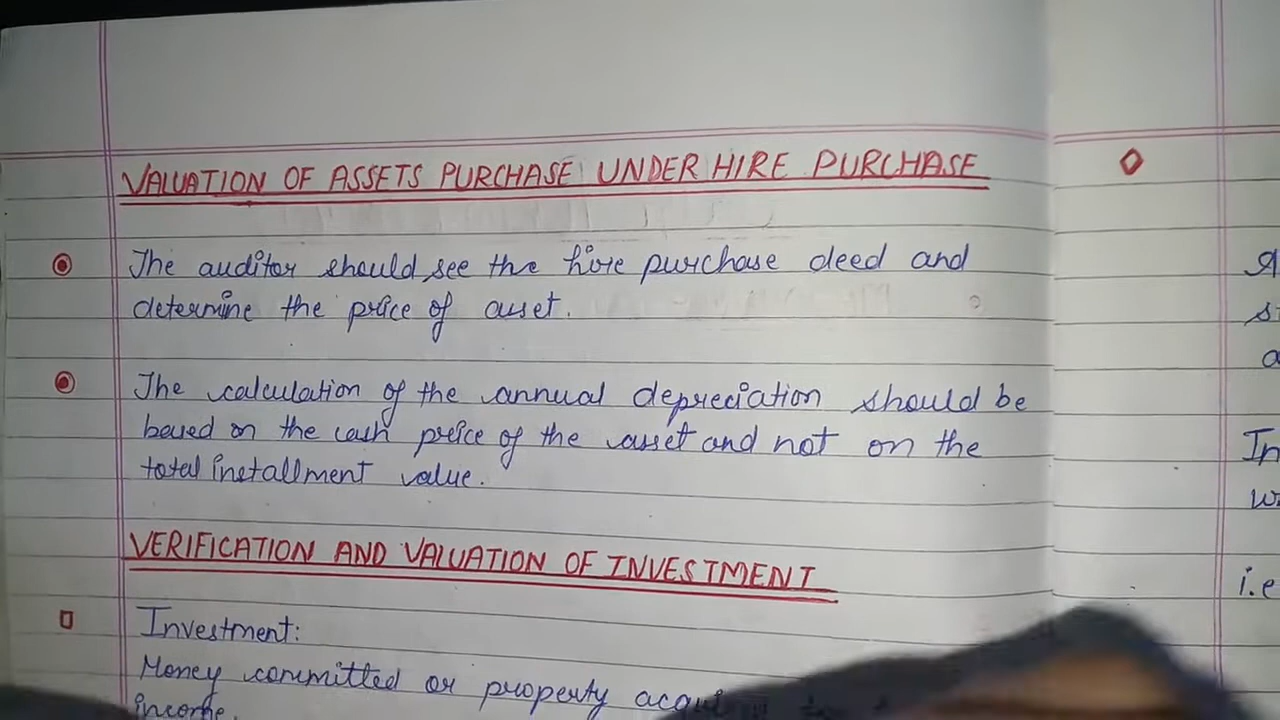 VALUATION OF ASSETS PURCHASE UNDER HIRE PURCHASE
The auditor should see the hire purchase deed and
determine the price of asset.
The calculation of the annual depreciation should be
based on the cash price of the asset and not on the
total installment value.
VERIFICATION AND VALUATION OF INVESTMENT
Investment:
Money committed or property
income.
In
i.e